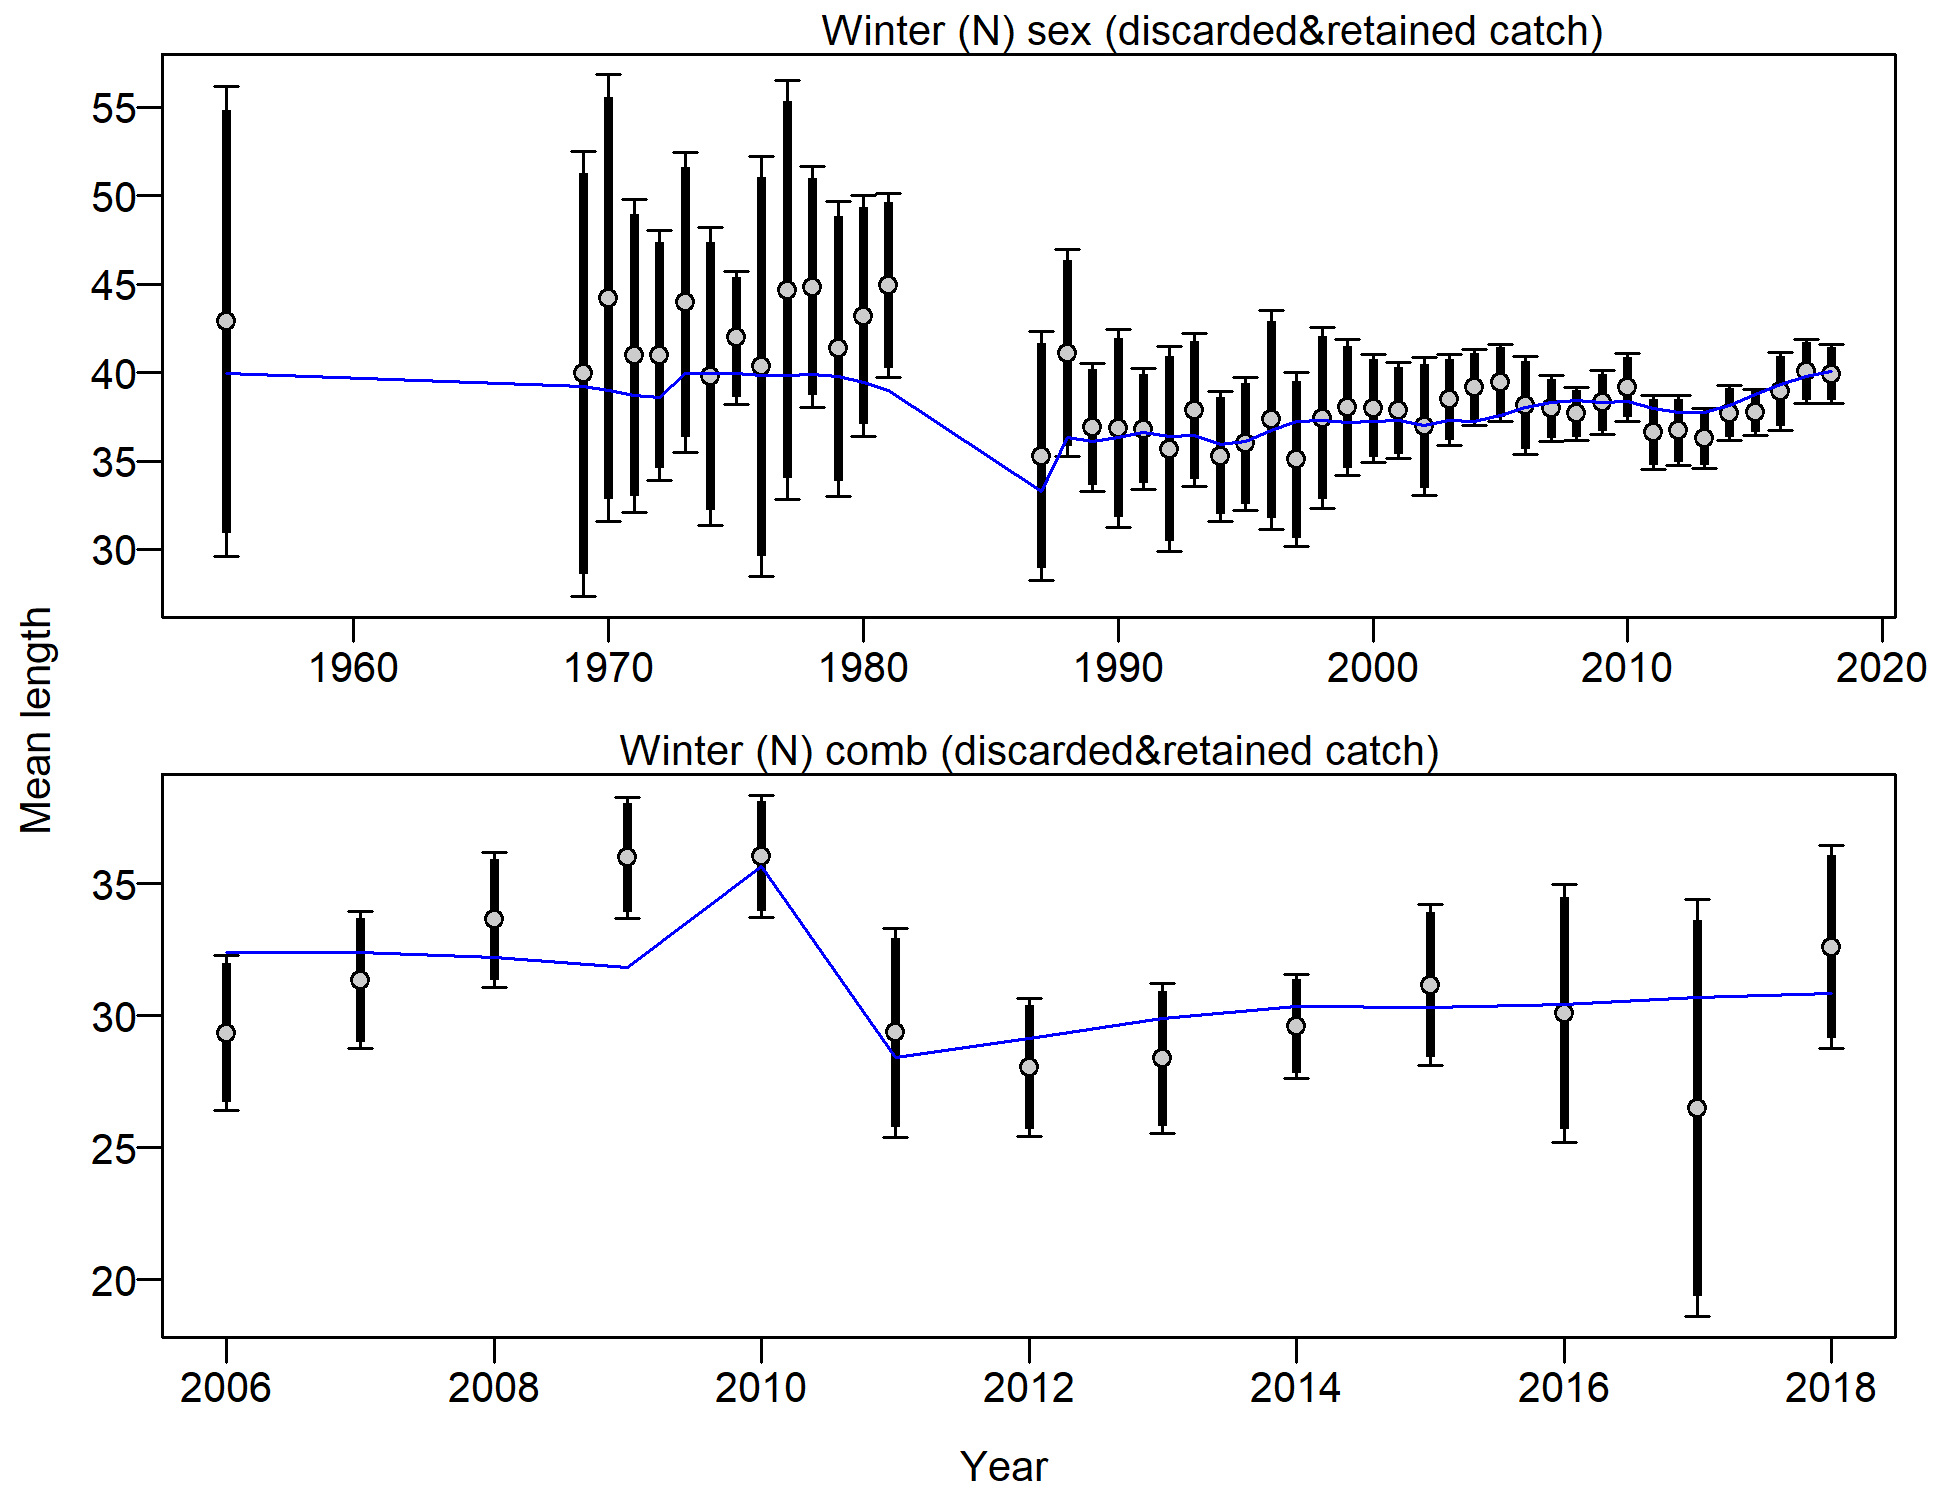 Winter (N) sex (discarded&retained catch)
55
50
45
40
35
30
1960 1970 1980 1990 2000 2010 2020
Mean length
Winter (N) comb (discarded&retained catch)
35
30
25
20
2006 2008 2010 2012 2014 2016 2018
Year